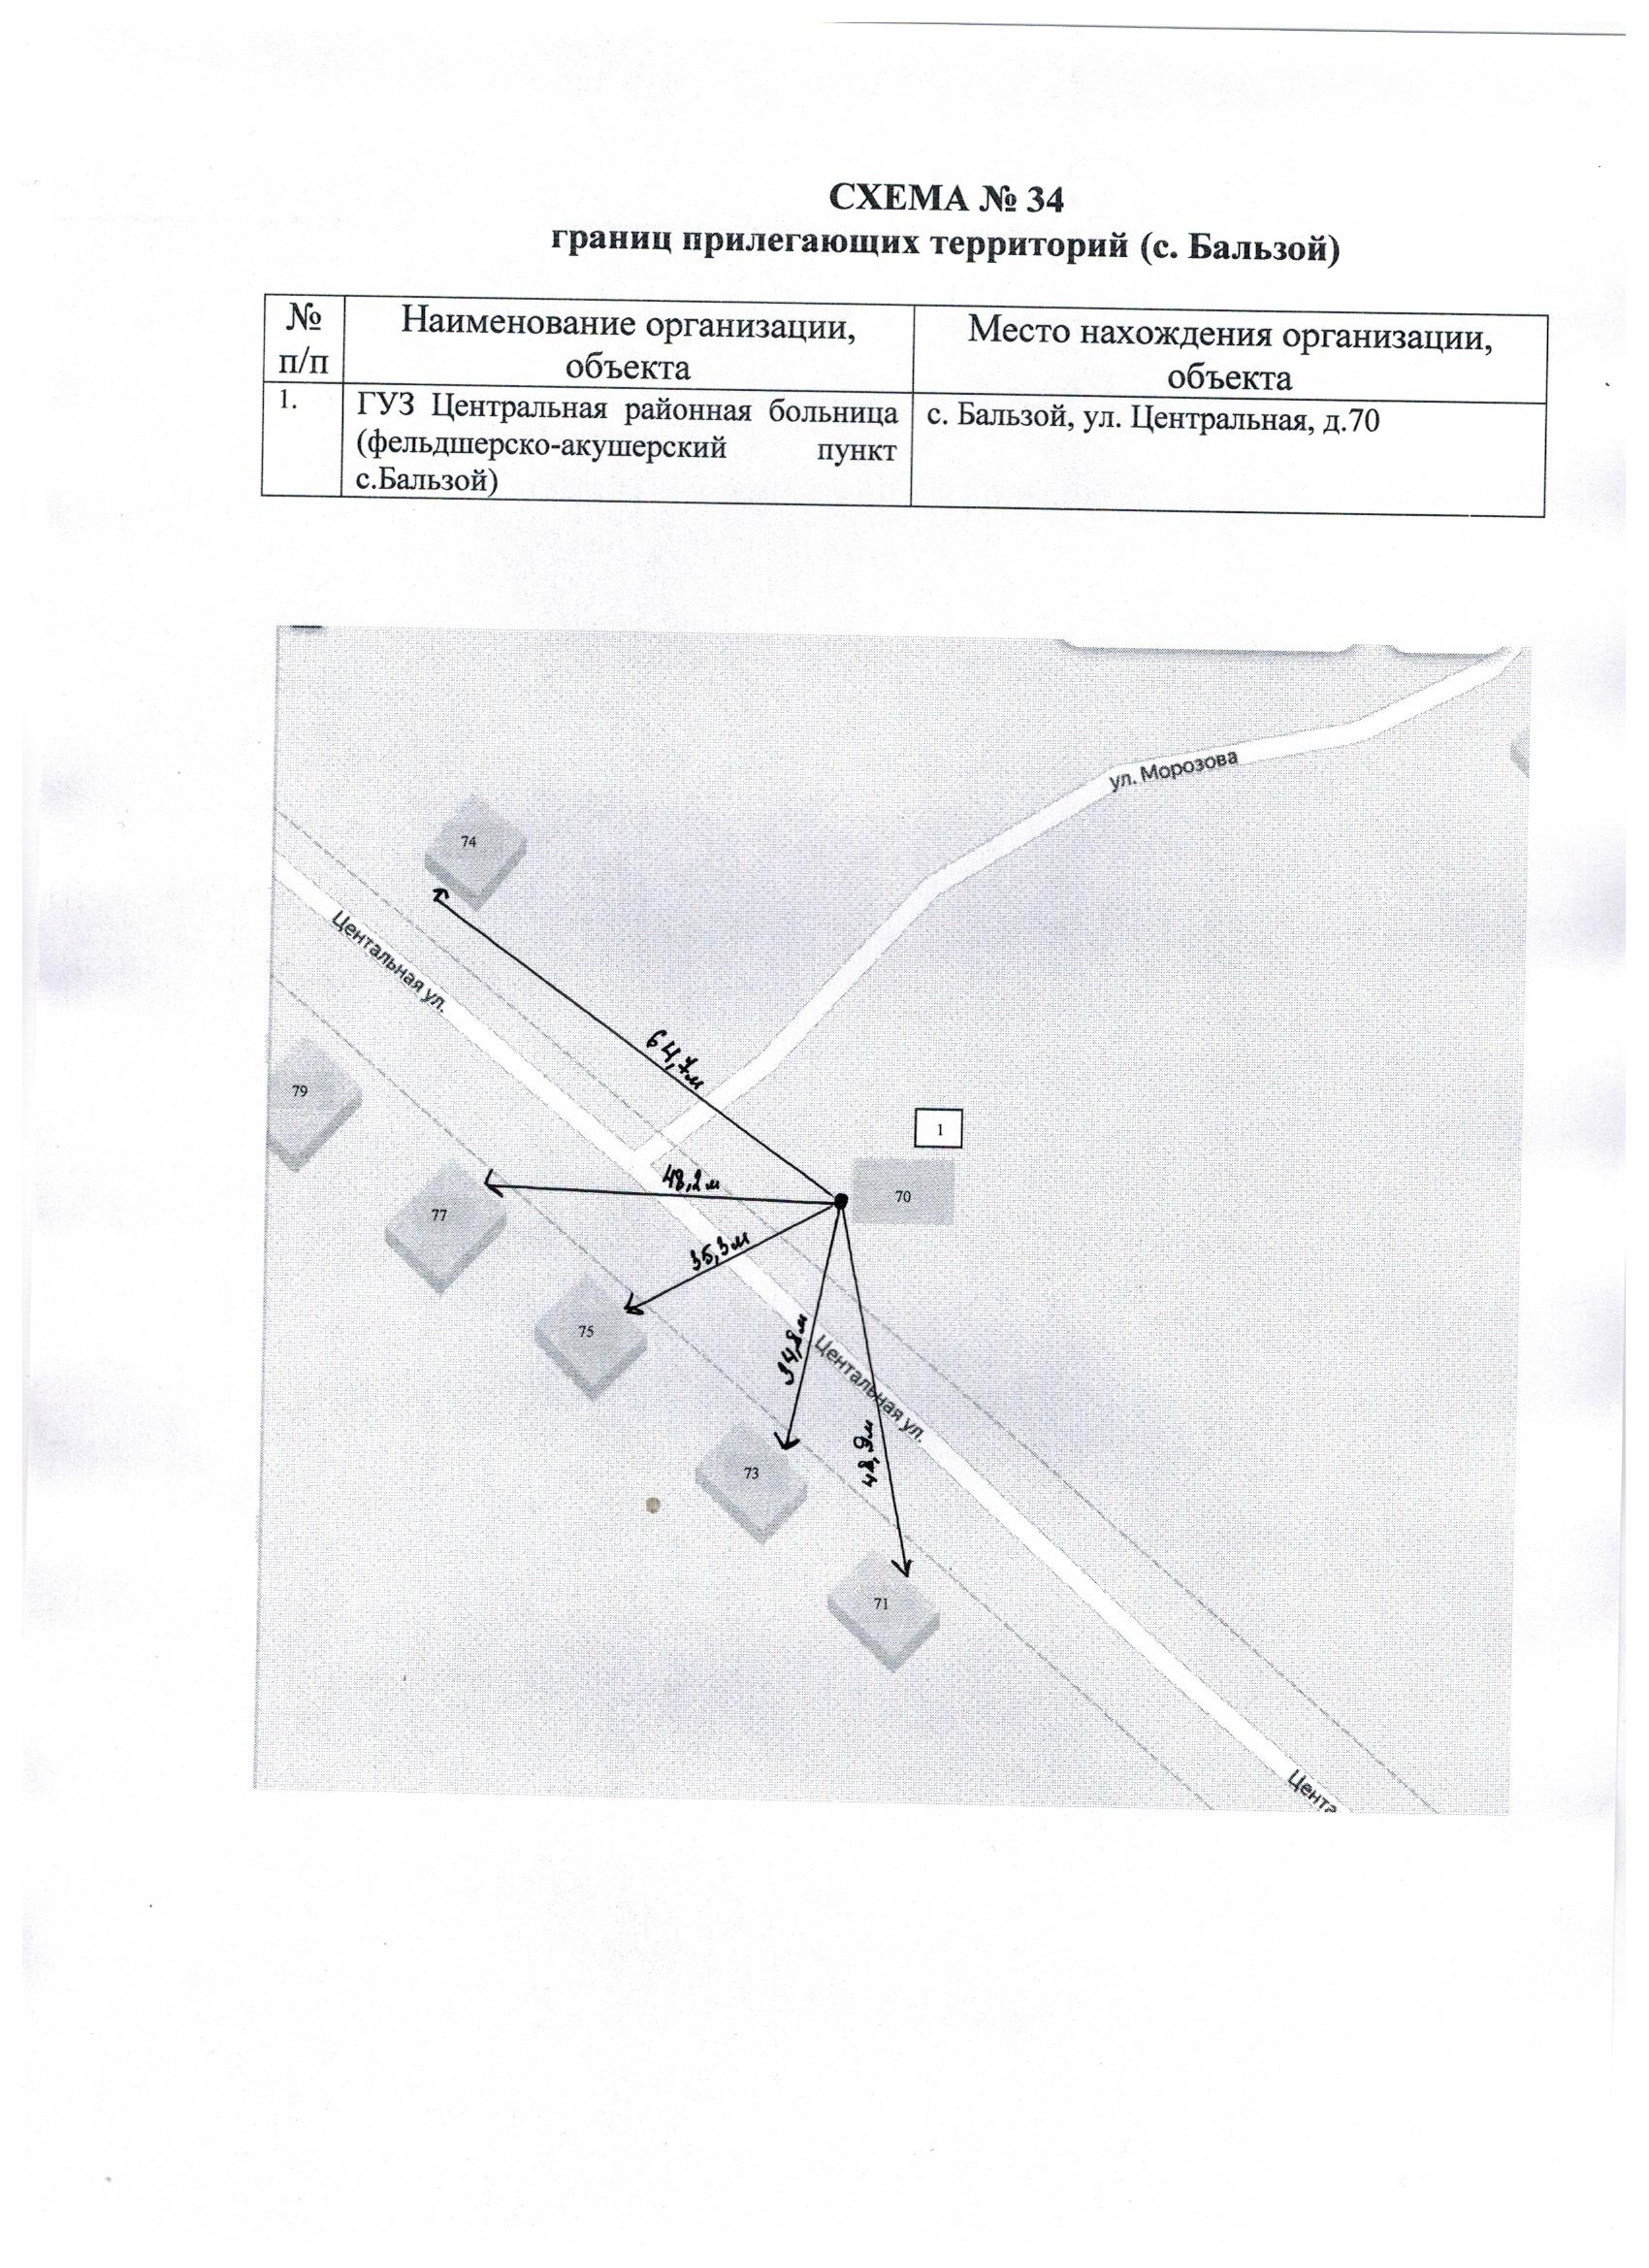 СХЕМА № 34
границ прилегающих территорий (с. Бальзой)
№
п/п
Наименование организации,
объекта
Место нахождения организации,
объекта
1.
ГУЗ Центральная районная больница
(фельдшерско-акушерский пункт
с.Бальзой)
с. Бальзой, ул. Центральная, д.70
ул. Морозова
74
Центальная ул.
64,7м
79
1
48,2м
70
77
35,3м
75
34,8м
Центальная ул.
48,9м
73
71
Цента